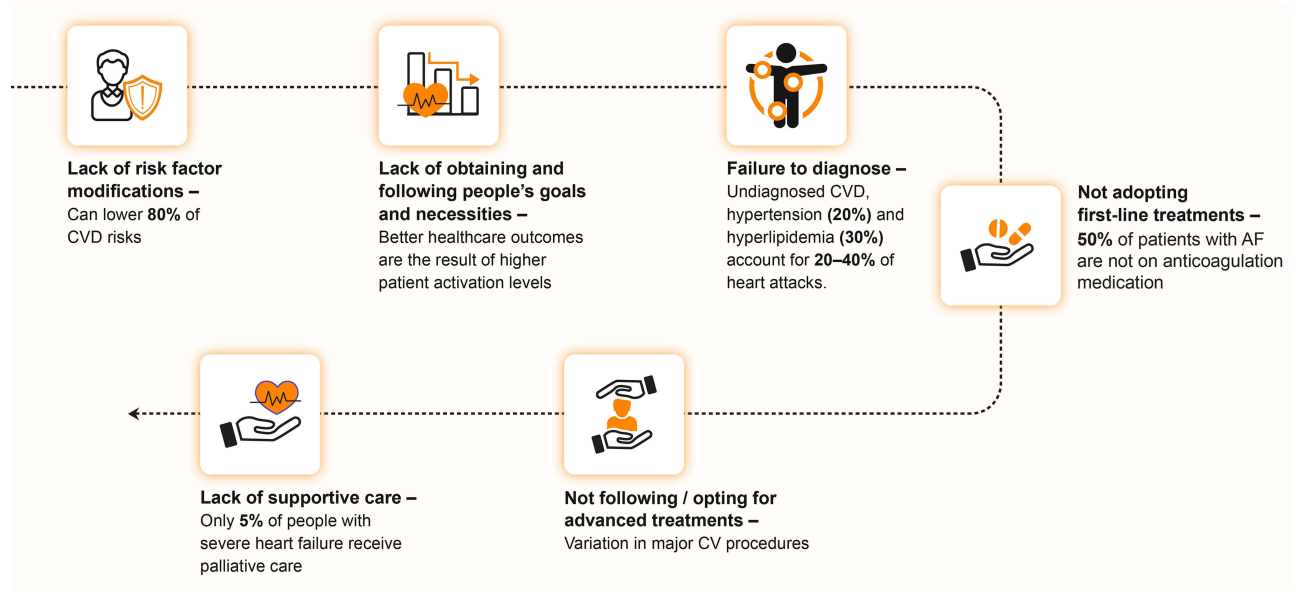 Lack of risk factor
modifications –
Can lower 80% of
CVD risks
Lack of obtaining and
following people’s goals
and necessities –
Better healthcare outcomes
are the result of higher
patient activation levels
Failure to diagnose –
Undiagnosed CVD,
hypertension (20%) and
hyperlipidemia (30%)
account for 20–40% of
heart attacks.
Not adopting
first-line treatments –
50% of patients with AF
are not on anticoagulation
medication
Not following / opting for
advanced treatments –
Variation in major CV procedures
Lack of supportive care –
Only 5% of people with
severe heart failure receive
palliative care